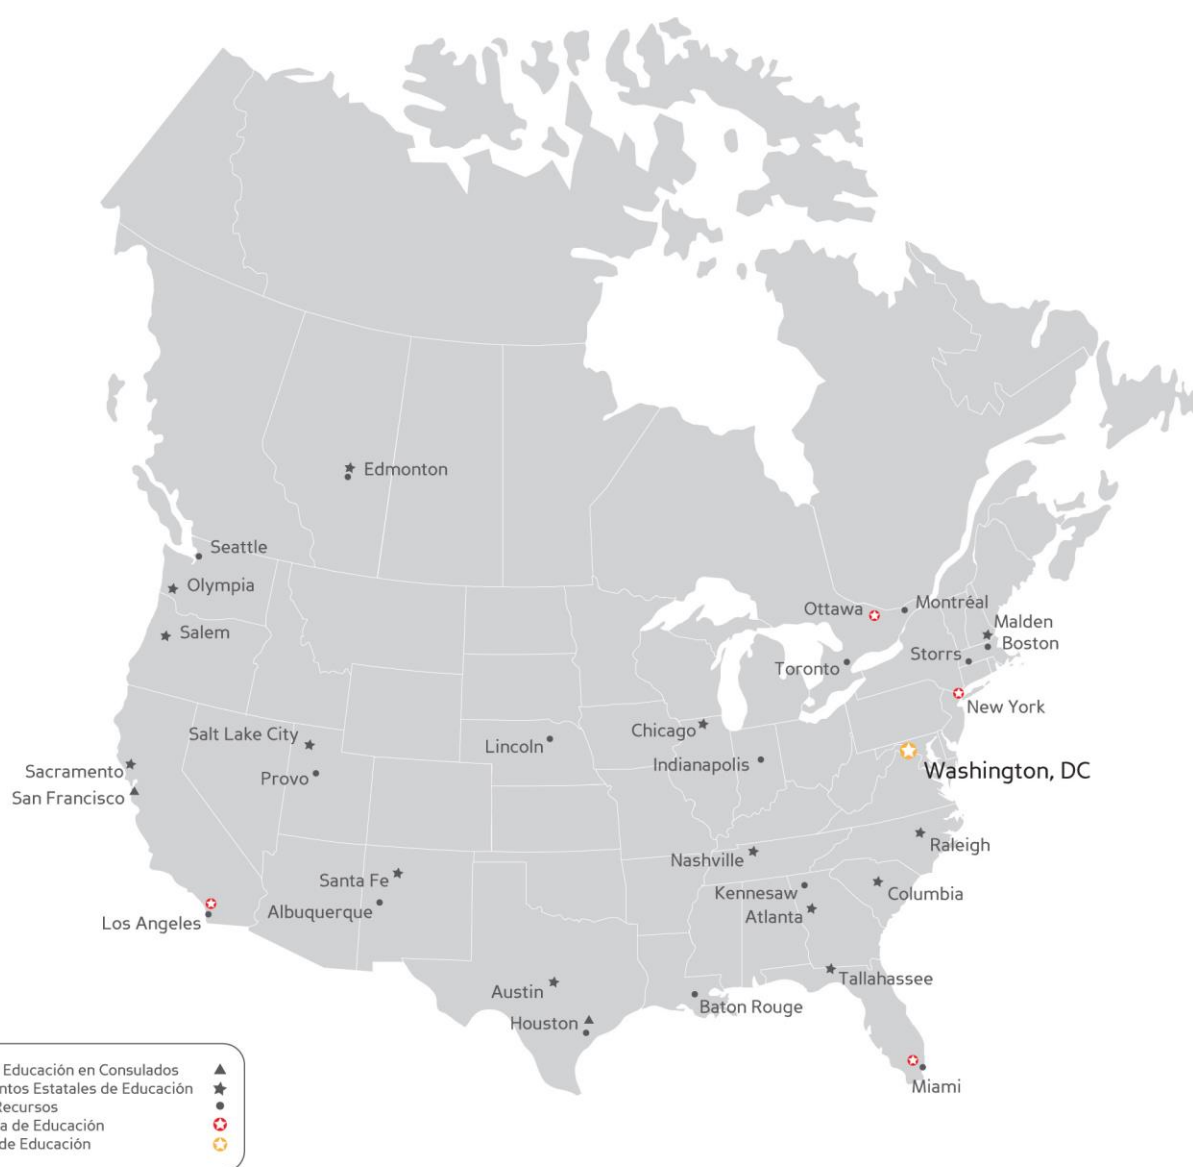 Edmonton
Seattle
Olympia
Salem
Ottawa
Montréal
Malden
Boston
Storrs
Toronto
New York
Salt Lake City
Chicago
Lincoln
Sacramento
Provo
Indianapolis
Washington, DC
San Francisco
Raleigh
Nashville
Santa Fe
Kennesaw
Columbia
Albuquerque
Atlanta
Los Angeles
Tallahassee
Austin
Baton Rouge
Houston
Miami
Educación en Consulados
Estatales de Educación
Recursos
de Educación
de Educación